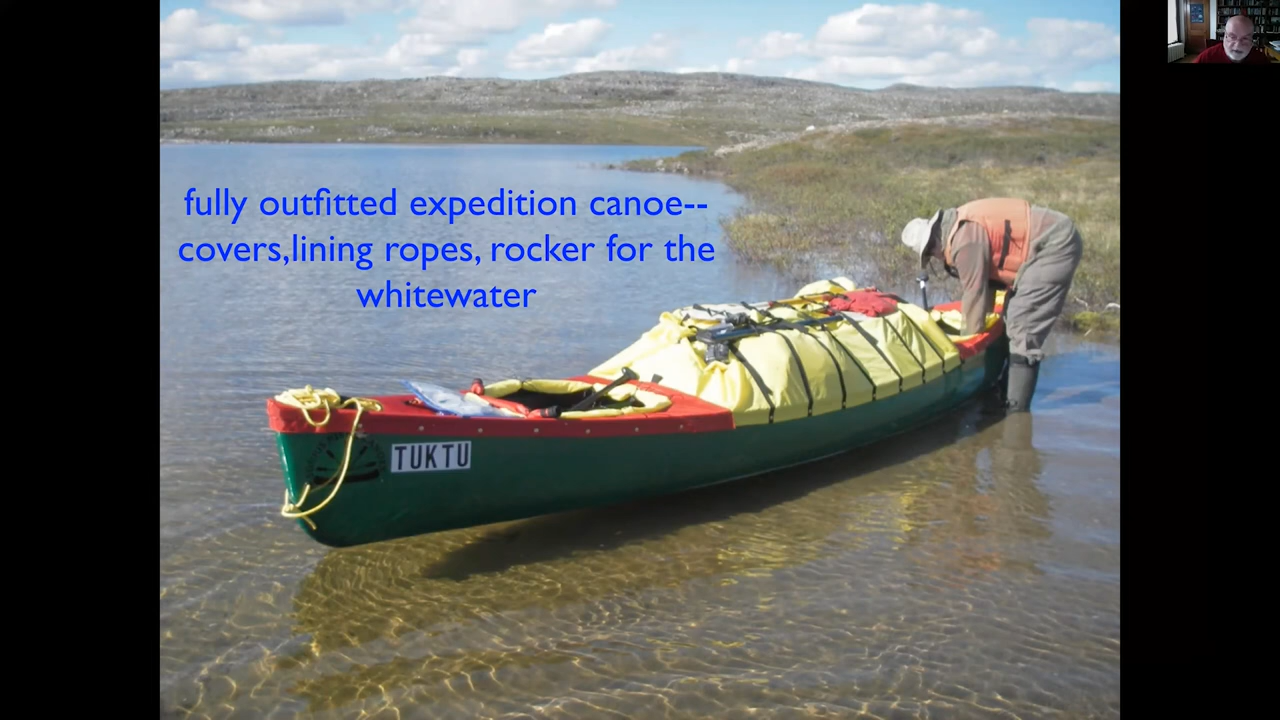 fully outfitted expedition canoe--
covers,lining ropes, rocker for the
whitewater
TUKTU